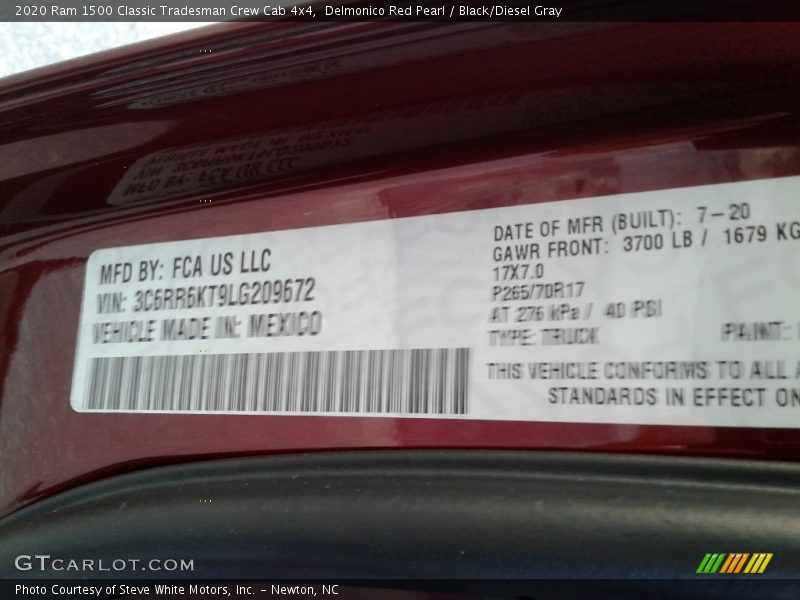 2020 Ram 1500 Classic Tradesman Crew Cab 4x4, Delmonico Red Pearl / Black/Diesel Gray
MFD BY: FCA US LLC
VIN: 3C6RR6KT9LG209672
VEHICLE MADE IN: MEXICO
DATE OF MFR (BUILT): 7-20
GAWR FRONT: 3700 LB / 1679 KG
17X7.0
P265/70R17
AT 276 kPa / 40 PSI
TYPE: TRUCK PAINT:
THIS VEHICLE CONFORMS TO ALL
STANDARDS IN EFFECT ON
GTCARLOT.COM
Photo Courtesy of Steve White Motors, Inc. – Newton, NC